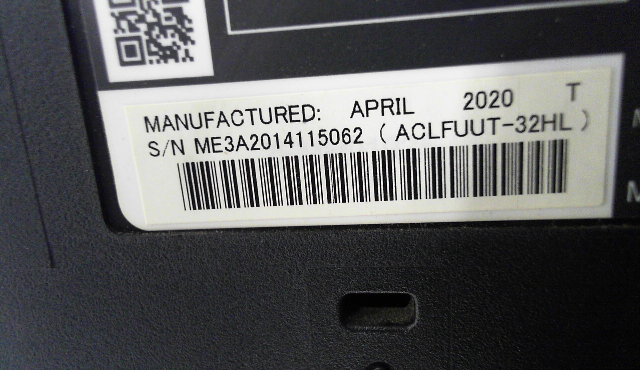 MANUFACTURED: APRIL 2020 T
S/N ME3A2014115062 ( ACLFUUT-32HL )